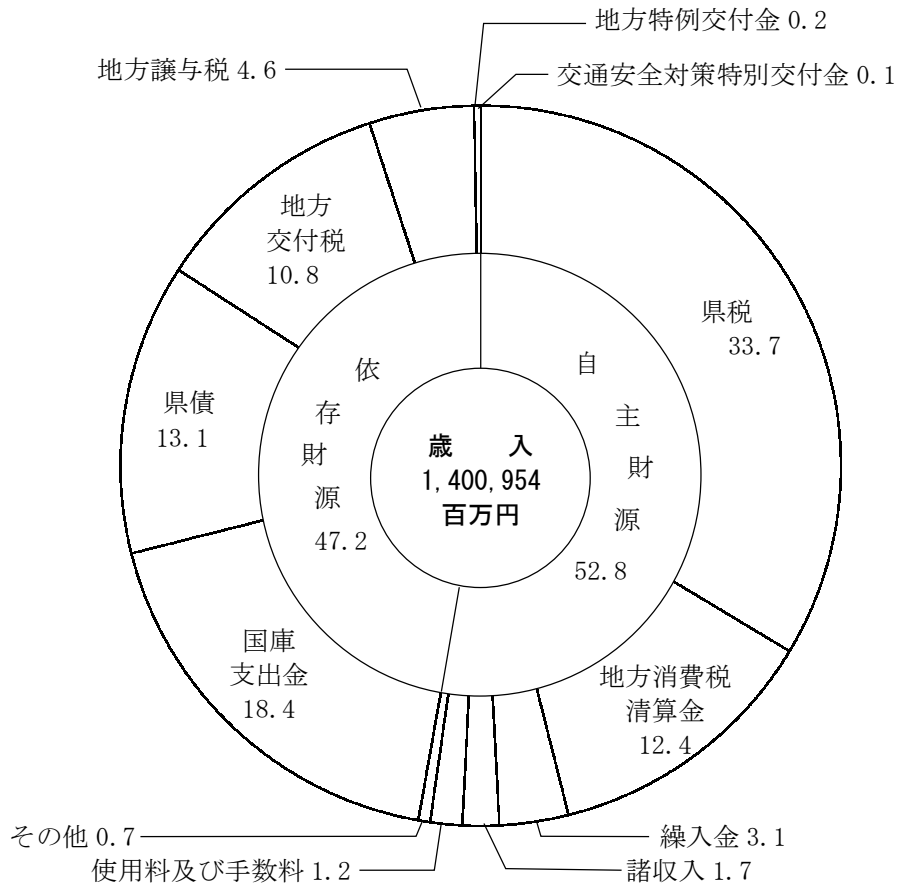 地方特例交付金 0.2
交通安全対策特別交付金 0.1
地方譲与税 4.6
地方
交付税
10.8
県税
33.7
県債
13.1
依存財源
47.2
自主財源
52.8
歳　入
1,400,954
百万円
国庫
支出金
18.4
地方消費税
清算金
12.4
その他 0.7
使用料及び手数料 1.2
諸収入 1.7
繰入金 3.1